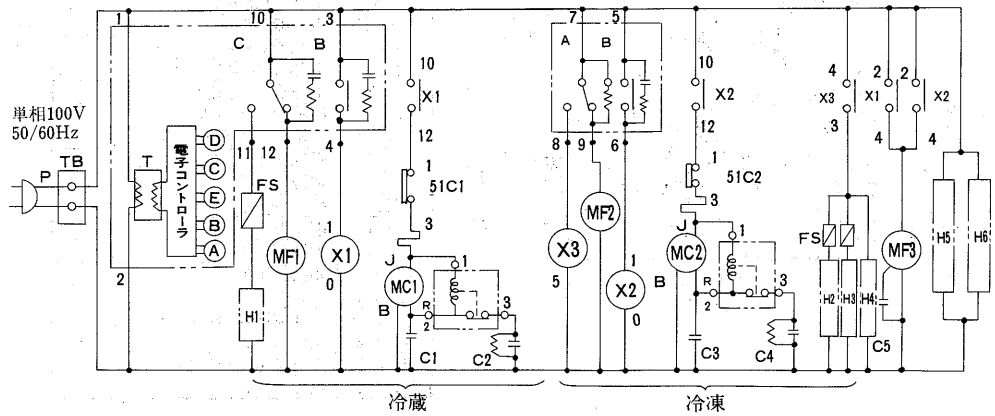 1 10 3 7 5
C B A B
10 4 2 2
X1 10 X2 X3 X1 X2
単相100V
50/60Hz
12 12 3 4 4
P TB T
電子コントローラ
D
C
E
B
A
11 12 4 8 9 6
FS
1
51C1
3
1
51C2
3
MF1 X1 MF2 X3 X2
1 0 5 1 0
J MC1 B 1 R 2 3
J MC2 B 1 R 2 3
2
H1
C1 C2
C3 C4
FS
H2 H3 H4 C5
MF3
H5 H6
冷蔵 冷凍